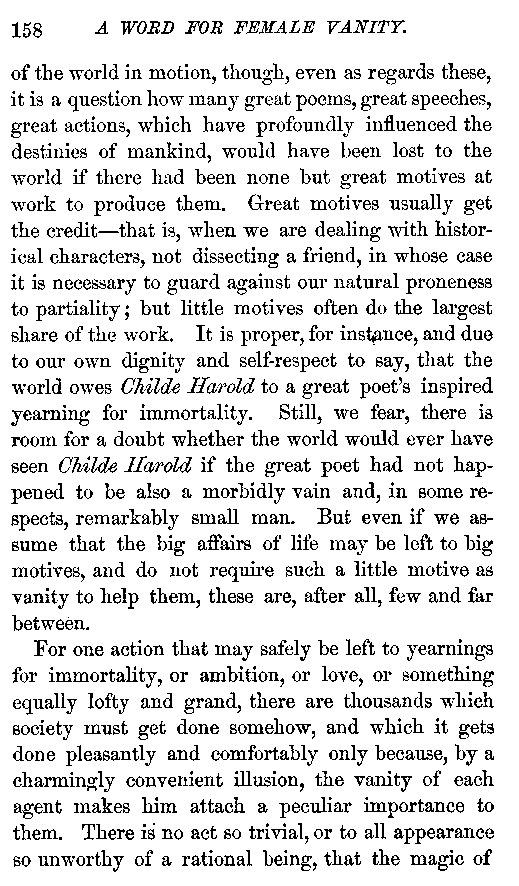 158 A WORD FOR FEMALE VANITY.
of the world in motion, though, even as regards these,
it is a question how many great poems, great speeches,
great actions, which have profoundly influenced the
destinies of mankind, would have been lost to the
world if there had been none but great motives at
work to produce them. Great motives usually get
the credit—that is, when we are dealing with histor-
ical characters, not dissecting a friend, in whose case
it is necessary to guard against our natural proneness
to partiality; but little motives often do the largest
share of the work. It is proper, for instance, and due
to our own dignity and self-respect to say, that the
world owes Childe Harold to a great poet's inspired
yearning for immortality. Still, we fear, there is
room for a doubt whether the world would ever have
seen Childe Harold if the great poet had not hap-
pened to be also a morbidly vain and, in some re-
spects, remarkably small man. But even if we as-
sume that the big affairs of life may be left to big
motives, and do not require such a little motive as
vanity to help them, these are, after all, few and far
between.
For one action that may safely be left to yearnings
for immortality, or ambition, or love, or something
equally lofty and grand, there are thousands which
society must get done somehow, and which it gets
done pleasantly and comfortably only because, by a
charmingly convenient illusion, the vanity of each
agent makes him attach a peculiar importance to
them. There is no act so trivial, or to all appearance
so unworthy of a rational being, that the magic of